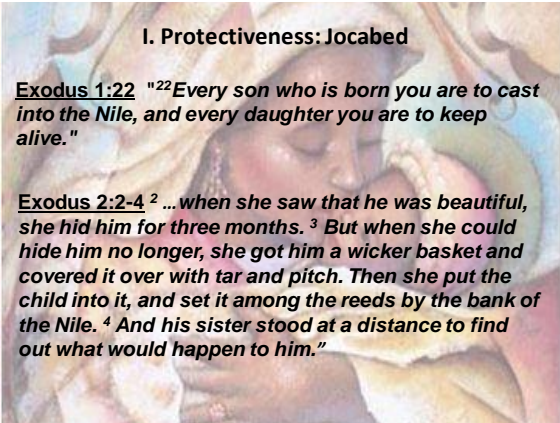 I. Protectiveness: Jocabed
Exodus 1:22 "22Every son who is born you are to cast
into the Nile, and every daughter you are to keep
alive."
Exodus 2:2-4 2 ...when she saw that he was beautiful,
she hid him for three months. 3 But when she could
hide him no longer, she got him a wicker basket and
covered it over with tar and pitch. Then she put the
child into it, and set it among the reeds by the bank of
the Nile. 4 And his sister stood at a distance to find
out what would happen to him.”